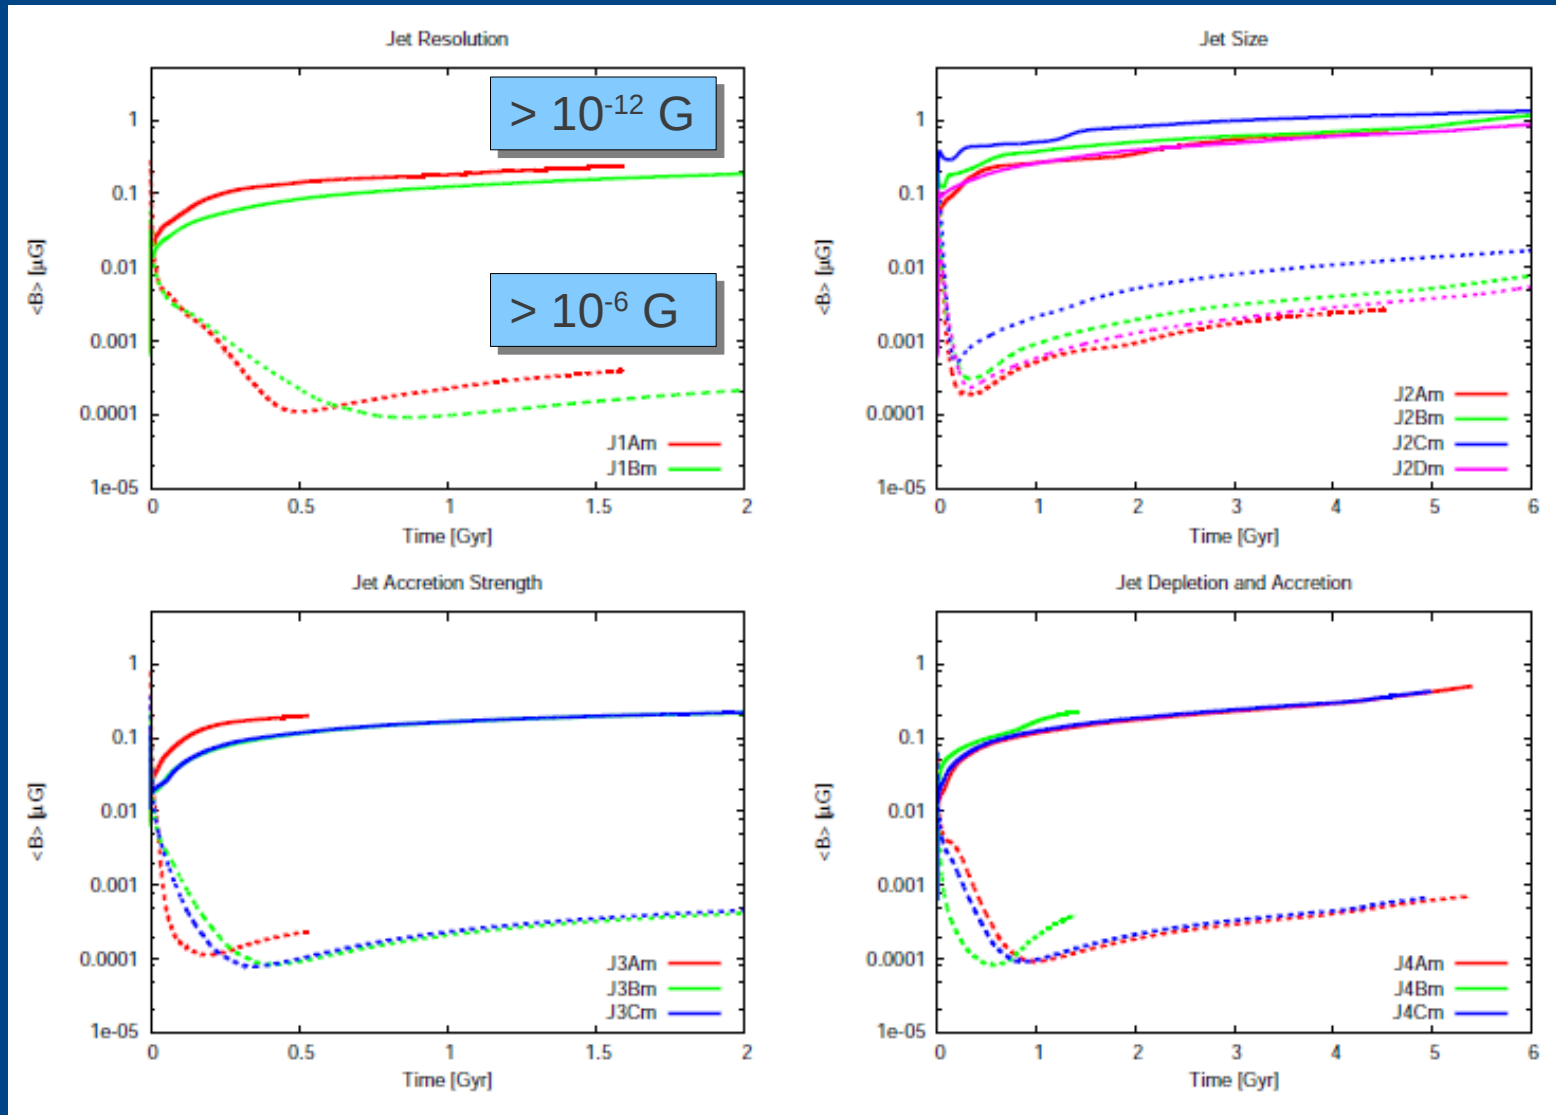 Jet Resolution
> 10⁻¹² G
> 10⁻⁶ G
<B> [μG]
1
0.1
0.01
0.001
0.0001
1e-05
J1Am
J1Bm
0 0.5 1 1.5 2
Time [Gyr]
Jet Size
<B> [μG]
1
0.1
0.01
0.001
0.0001
1e-05
J2Am
J2Bm
J2Cm
J2Dm
0 1 2 3 4 5 6
Time [Gyr]
Jet Accretion Strength
<B> [μG]
1
0.1
0.01
0.001
0.0001
1e-05
J3Am
J3Bm
J3Cm
0 0.5 1 1.5 2
Time [Gyr]
Jet Depletion and Accretion
<B> [μG]
1
0.1
0.01
0.001
0.0001
1e-05
J4Am
J4Bm
J4Cm
0 1 2 3 4 5 6
Time [Gyr]